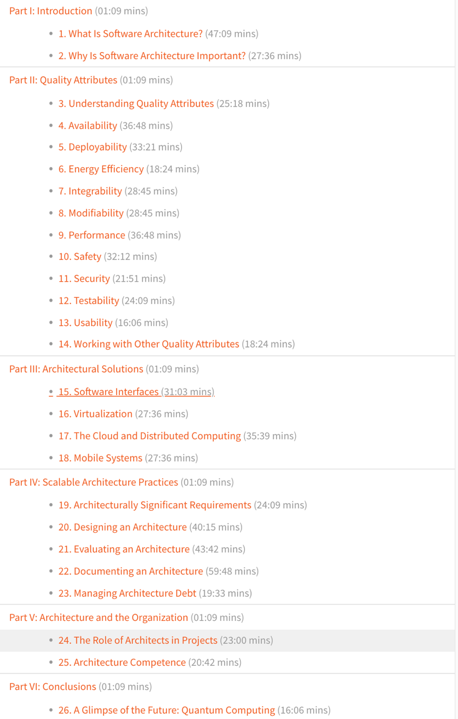 Part I: Introduction (01:09 mins)
• 1. What Is Software Architecture? (47:09 mins)
• 2. Why Is Software Architecture Important? (27:36 mins)
Part II: Quality Attributes (01:09 mins)
• 3. Understanding Quality Attributes (25:18 mins)
• 4. Availability (36:48 mins)
• 5. Deployability (33:21 mins)
• 6. Energy Efficiency (18:24 mins)
• 7. Integrability (28:45 mins)
• 8. Modifiability (28:45 mins)
• 9. Performance (36:48 mins)
• 10. Safety (32:12 mins)
• 11. Security (21:51 mins)
• 12. Testability (24:09 mins)
• 13. Usability (16:06 mins)
• 14. Working with Other Quality Attributes (18:24 mins)
Part III: Architectural Solutions (01:09 mins)
• 15. Software Interfaces (31:03 mins)
• 16. Virtualization (27:36 mins)
• 17. The Cloud and Distributed Computing (35:39 mins)
• 18. Mobile Systems (27:36 mins)
Part IV: Scalable Architecture Practices (01:09 mins)
• 19. Architecturally Significant Requirements (24:09 mins)
• 20. Designing an Architecture (40:15 mins)
• 21. Evaluating an Architecture (43:42 mins)
• 22. Documenting an Architecture (59:48 mins)
• 23. Managing Architecture Debt (19:33 mins)
Part V: Architecture and the Organization (01:09 mins)
• 24. The Role of Architects in Projects (23:00 mins)
• 25. Architecture Competence (20:42 mins)
Part VI: Conclusions (01:09 mins)
• 26. A Glimpse of the Future: Quantum Computing (16:06 mins)